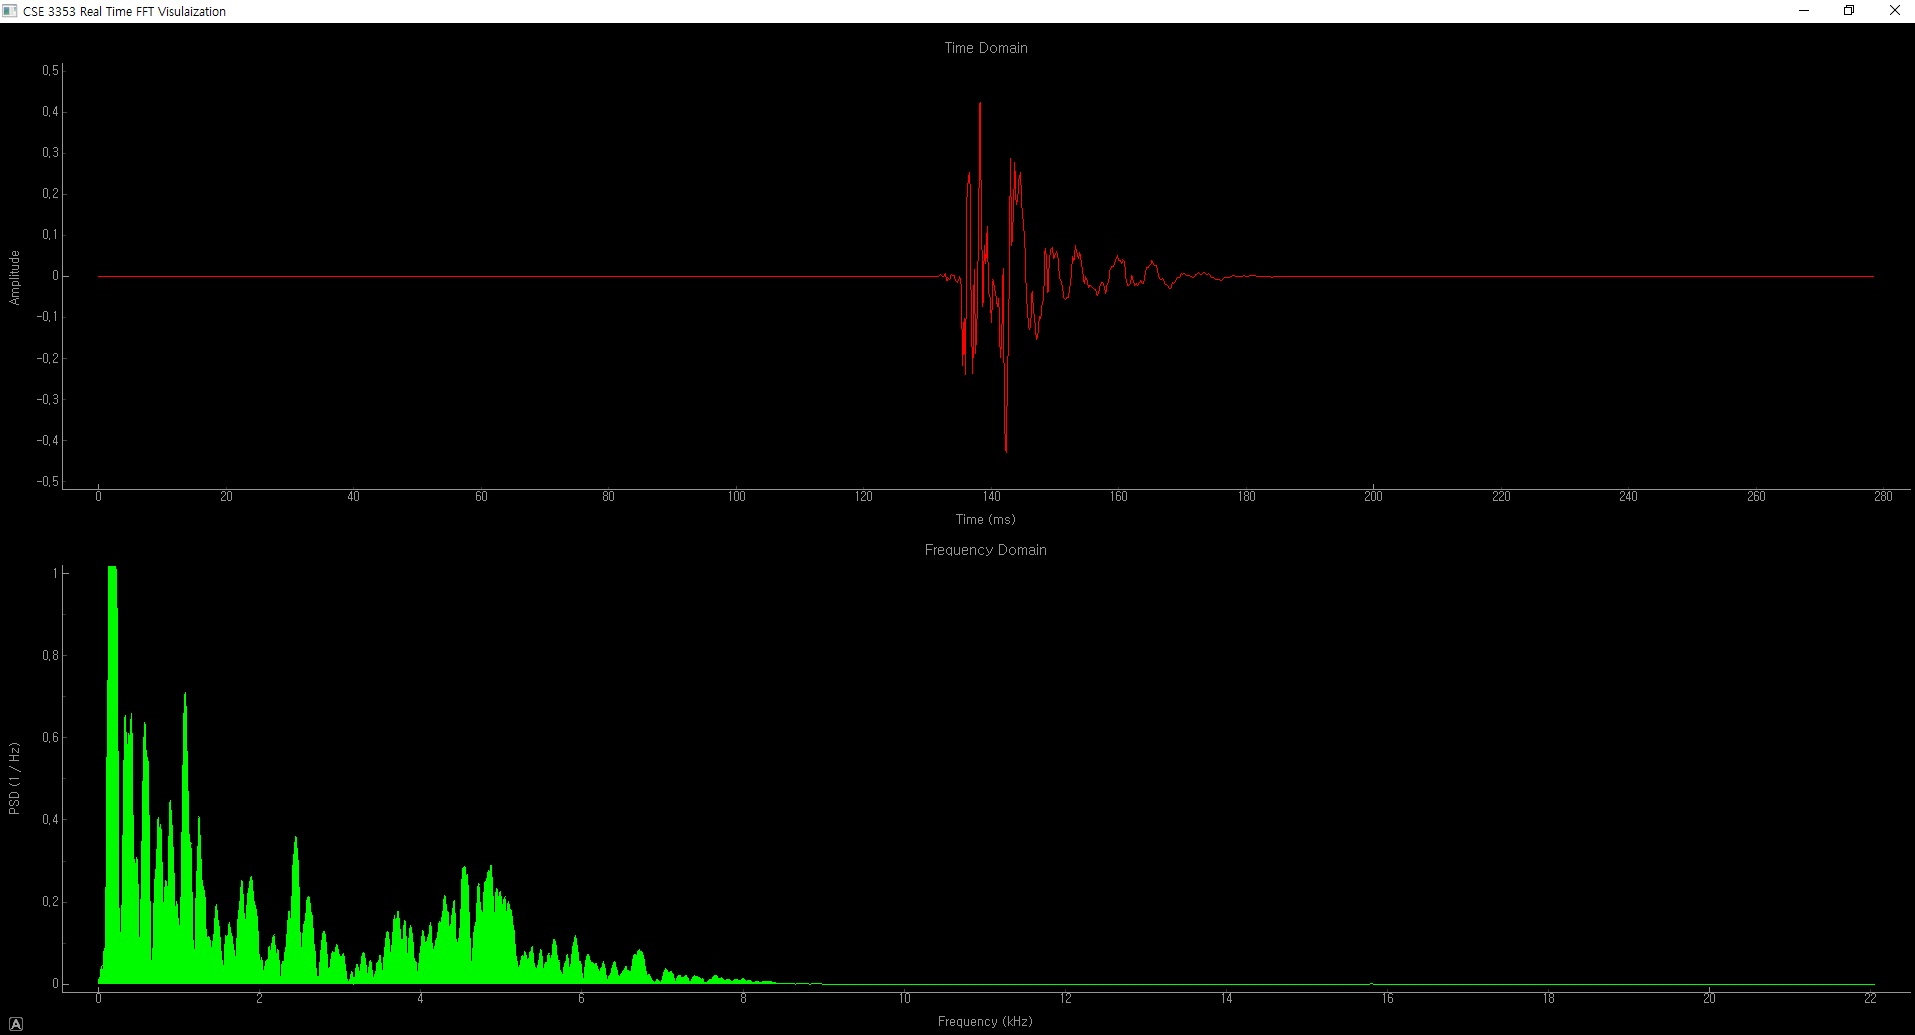 CSE 3353 Real Time FFT Visulaization
Time Domain
0,5
0,4
0,3
0,2
0,1
0
-0,1
-0,2
-0,3
-0,4
-0,5
Amplitude
0 20 40 60 80 100 120 140 160 180 200 220 240 260 280
Time (ms)
Frequency Domain
1
0,8
0,6
0,4
0,2
0
PSD (1 / Hz)
0 2 4 6 8 10 12 14 16 18 20 22
Frequency (kHz)
A